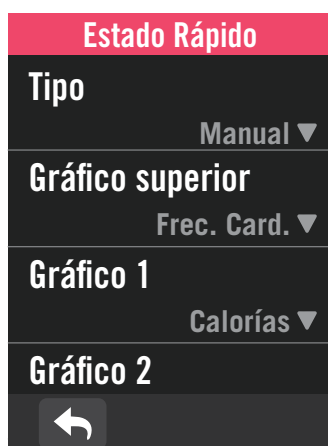 Estado Rápido
Tipo
Manual
Gráfico superior
Frec. Card.
Gráfico 1
Calorías
Gráfico 2